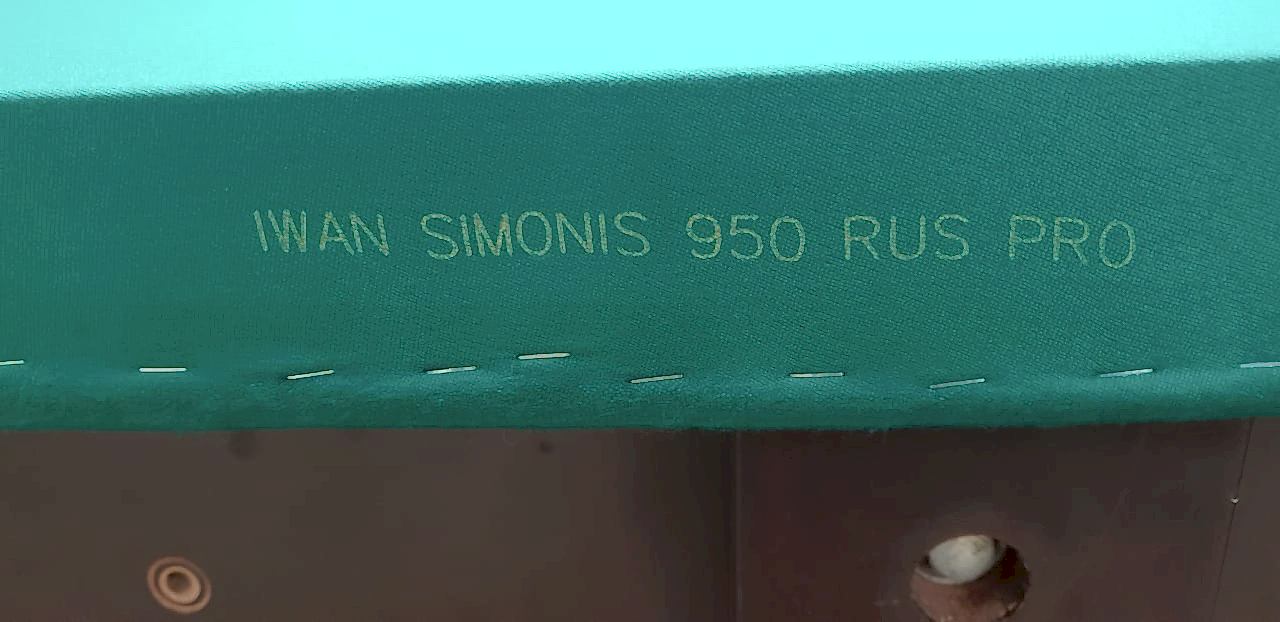 IWAN SIMONIS 950 RUS PRO